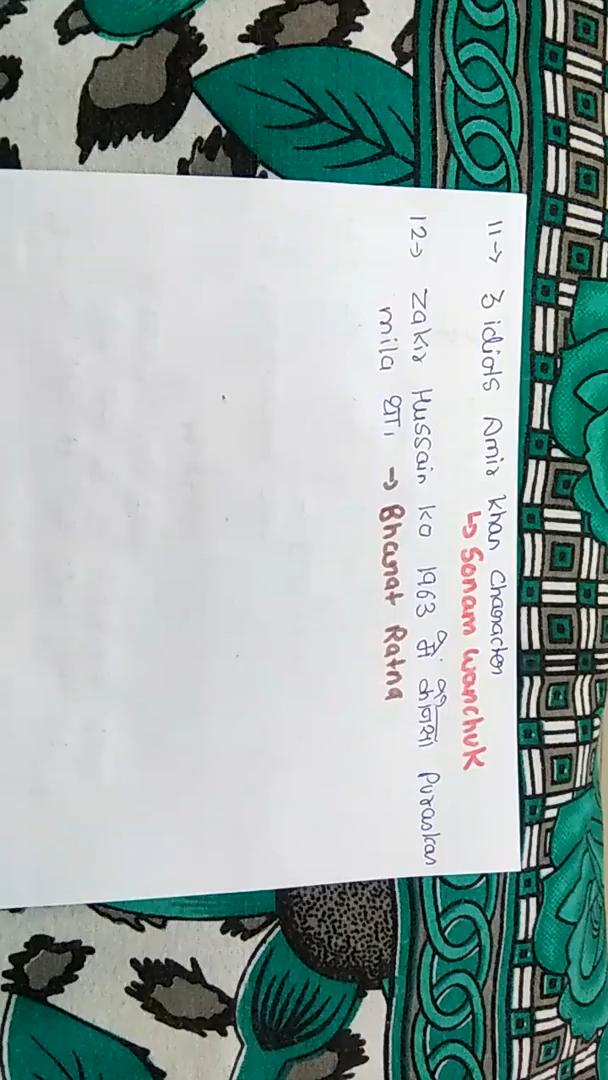 11→ 3 idiots Amir Khan Character
↳ Sonam Wanchuk
12→ Zakir Hussain ko 1963 में कौनसा Puraskar
mila था। → Bharat Ratna